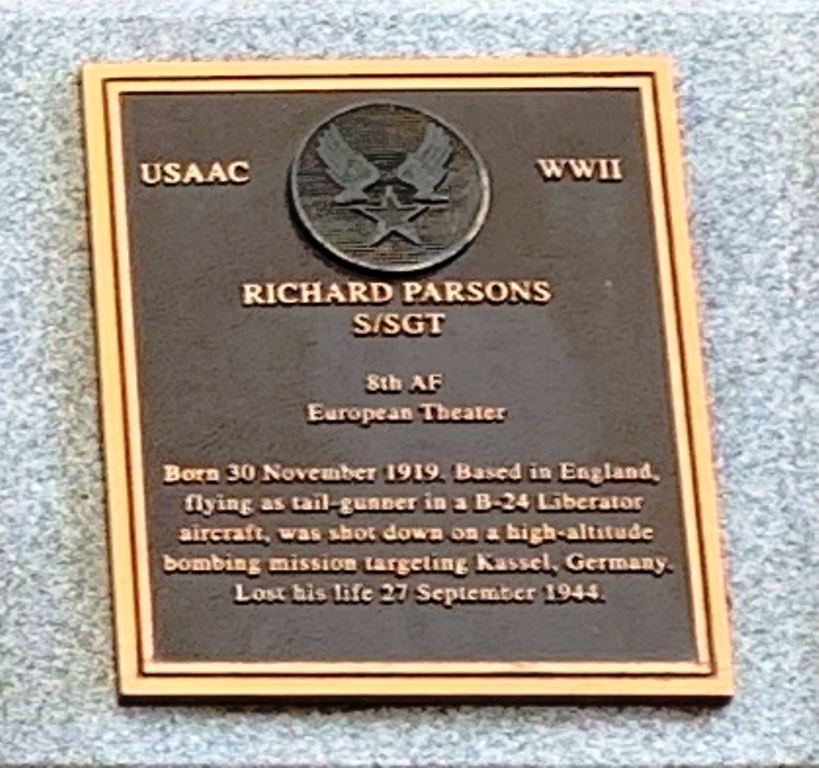 USAAC WWII
RICHARD PARSONS
S/SGT
8th AF
European Theater
Born 30 November 1919. Based in England,
flying as tail-gunner in a B-24 Liberator
aircraft, was shot down on a high-altitude
bombing mission targeting Kassel, Germany.
Lost his life 27 September 1944.